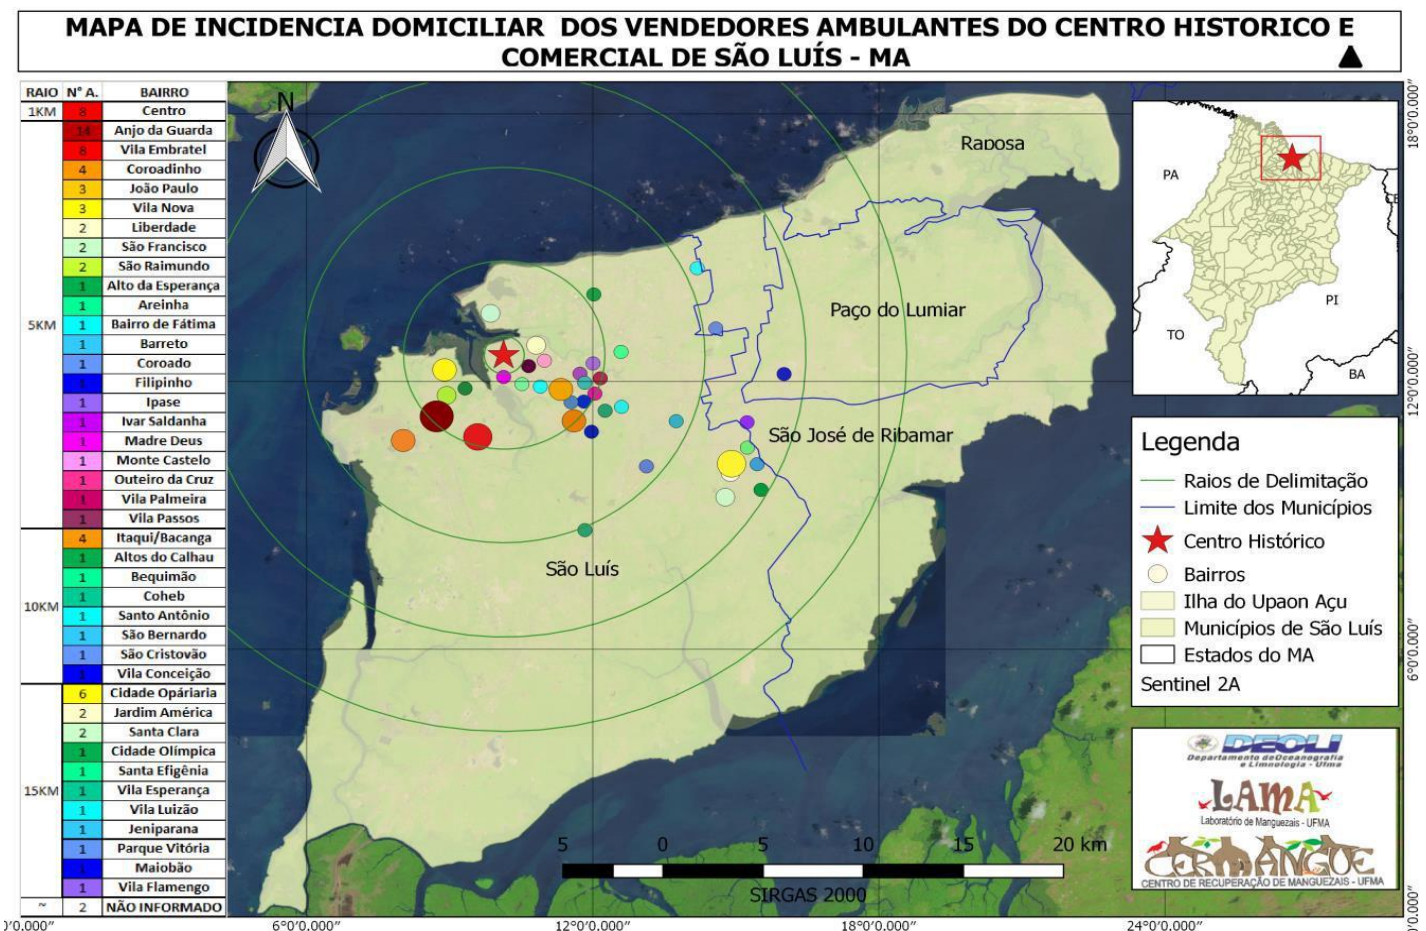 MAPA DE INCIDENCIA DOMICILIAR DOS VENDEDORES AMBULANTES DO CENTRO HISTORICO E
COMERCIAL DE SÃO LUÍS - MA
RAIO N° A. BAIRRO
1KM 8 Centro
14 Anjo da Guarda
8 Vila Embratel
4 Coroadinho
3 João Paulo
3 Vila Nova
2 Liberdade
2 São Francisco
2 São Raimundo
1 Alto da Esperança
1 Areinha
5KM 1 Bairro de Fátima
1 Barreto
1 Coroado
1 Filipinho
1 Ipase
1 Ivar Saldanha
1 Madre Deus
1 Monte Castelo
1 Outeiro da Cruz
1 Vila Palmeira
1 Vila Passos
4 Itaqui/Bacanga
1 Altos do Calhau
1 Bequimão
10KM 1 Coheb
1 Santo Antônio
1 São Bernardo
1 São Cristovão
1 Vila Conceição
6 Cidade Opáriaria
2 Jardim América
2 Santa Clara
1 Cidade Olímpica
1 Santa Efigênia
15KM 1 Vila Esperança
1 Vila Luizão
1 Jeniparana
1 Parque Vitória
1 Maiobão
1 Vila Flamengo
~ 2 NÃO INFORMADO
N
Raposa
Paço do Lumiar
São José de Ribamar
São Luís
5 0 5 10 15 20 km
SIRGAS 2000
PA
CE
PI
TO
BA
Legenda
Raios de Delimitação
Limite dos Municípios
Centro Histórico
Bairros
Ilha do Upaon Açu
Municípios de São Luís
Estados do MA
Sentinel 2A
DEOLI
Departamento de Oceanografia
e Limnologia - Ufma
LAMA
Laboratório de Manguezais - UFMA
CERMANGUE
CENTRO DE RECUPERAÇÃO DE MANGUEZAIS - UFMA
18°0'0.000"
12°0'0.000"
6°0'0.000"
0'0.000"
0'0.000" 6°0'0.000" 12°0'0.000" 18°0'0.000" 24°0'0.000"